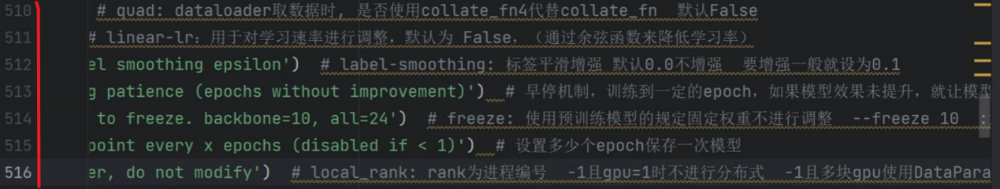 510 # quad: dataloader取数据时, 是否使用collate_fn4代替collate_fn 默认False
511 # linear-lr：用于对学习速率进行调整，默认为 False，（通过余弦函数来降低学习率）
512 el smoothing epsilon') # label-smoothing: 标签平滑增强 默认0.0不增强 要增强一般就设为0.1
513 g patience (epochs without improvement)') # 早停机制，训练到一定的epoch，如果模型效果未提升，就让模型
514 to freeze. backbone=10, all=24') # freeze: 使用预训练模型的规定固定权重不进行调整 --freeze 10 :
515 point every x epochs (disabled if < 1)') # 设置多少个epoch保存一次模型
516 er, do not modify') # local_rank: rank为进程编号 -1且gpu=1时不进行分布式 -1且多块gpu使用DataPara